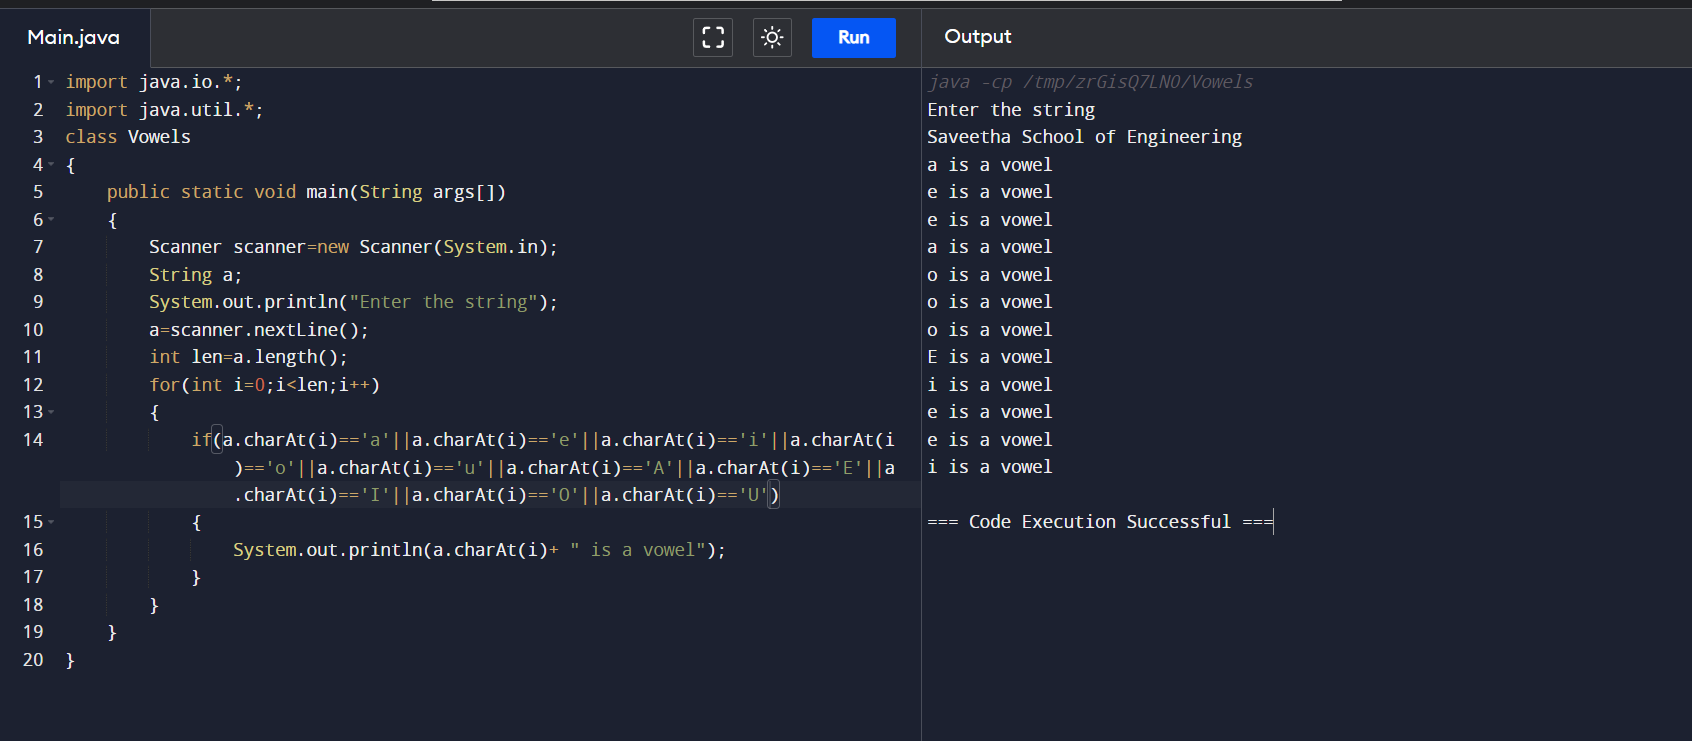 Main.java
Run
Output
1 import java.io.*;
2 import java.util.*;
3 class Vowels
4 {
5 public static void main(String args[])
6 {
7 Scanner scanner=new Scanner(System.in);
8 String a;
9 System.out.println("Enter the string");
10 a=scanner.nextLine();
11 int len=a.length();
12 for(int i=0;i<len;i++)
13 {
14 if(a.charAt(i)=='a'||a.charAt(i)=='e'||a.charAt(i)=='i'||a.charAt(i
)=='o'||a.charAt(i)=='u'||a.charAt(i)=='A'||a.charAt(i)=='E'||a
.charAt(i)=='I'||a.charAt(i)=='O'||a.charAt(i)=='U')
15 {
16 System.out.println(a.charAt(i)+ " is a vowel");
17 }
18 }
19 }
20 }
java -cp /tmp/zrGisQ7LNO/Vowels
Enter the string
Saveetha School of Engineering
a is a vowel
e is a vowel
e is a vowel
a is a vowel
o is a vowel
o is a vowel
o is a vowel
E is a vowel
i is a vowel
e is a vowel
e is a vowel
i is a vowel
=== Code Execution Successful ===